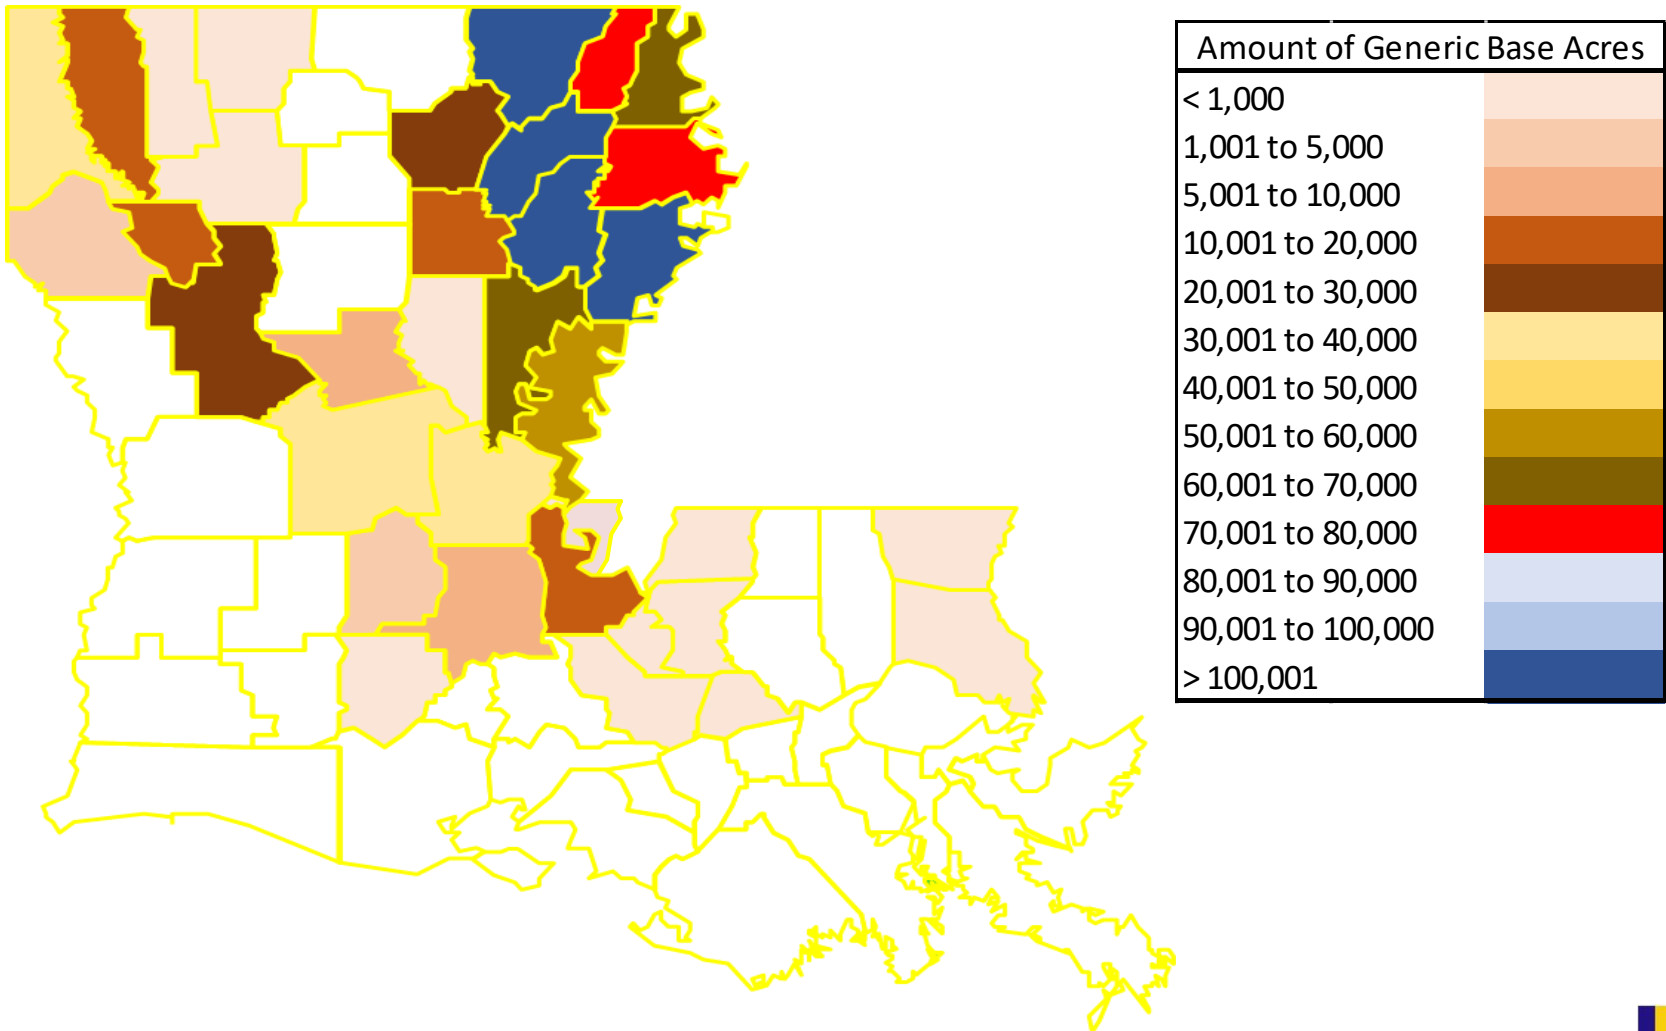 Amount of Generic Base Acres
< 1,000
1,001 to 5,000
5,001 to 10,000
10,001 to 20,000
20,001 to 30,000
30,001 to 40,000
40,001 to 50,000
50,001 to 60,000
60,001 to 70,000
70,001 to 80,000
80,001 to 90,000
90,001 to 100,000
> 100,001